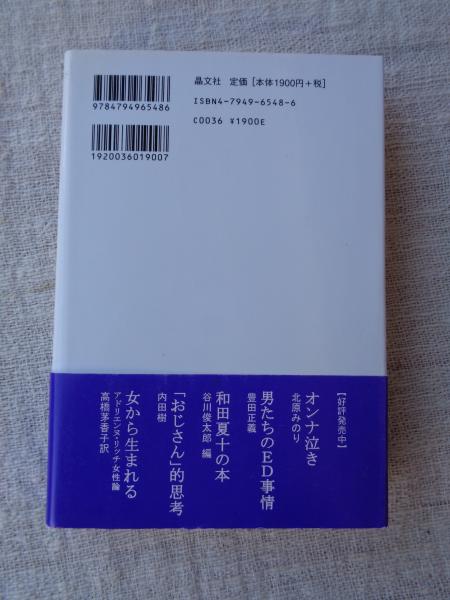 晶文社 定価[本体1900円+税]
ISBN4-7949-6548-6
C0036 ¥1900E
9784794965486
1920036019007
【好評発売中】
オンナ泣き
北原みのり
男たちのED事情
豊田正義
和田夏十の本
谷川俊太郎 編
「おじさん」的思考
内田樹
女から生まれる
アドリエンヌ・リッチ女性論
高橋茅香子訳